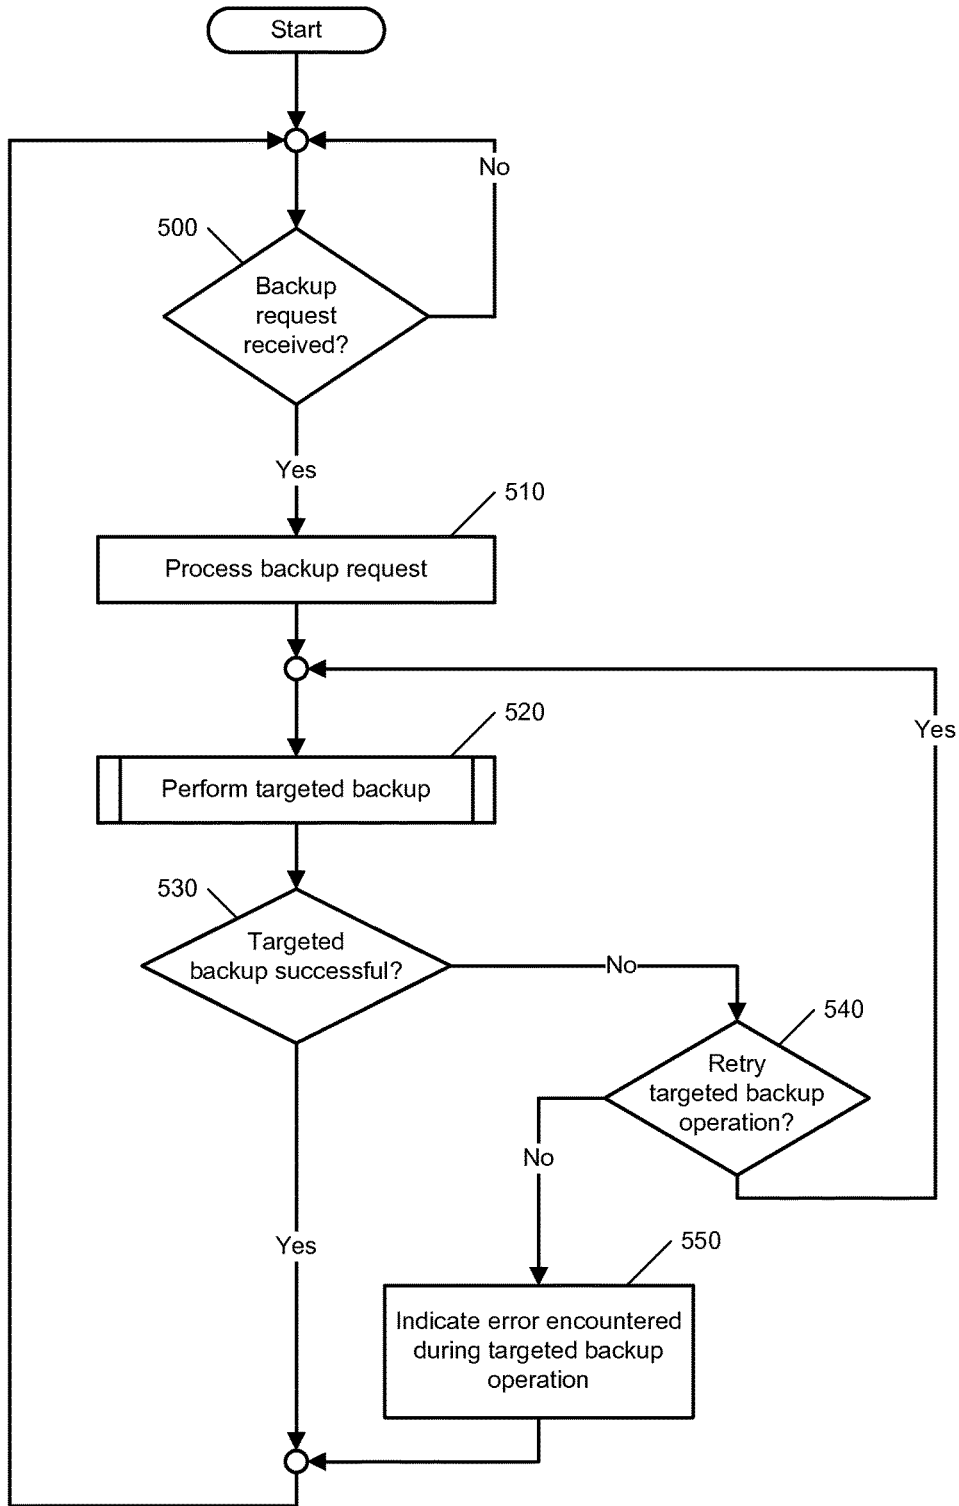 Start
No
500
Backup
request
received?
Yes
510
Process backup request
520
Yes
Perform targeted backup
530
Targeted
backup successful?
No
540
Retry
targeted backup
operation?
No
Yes
550
Indicate error encountered
during targeted backup
operation